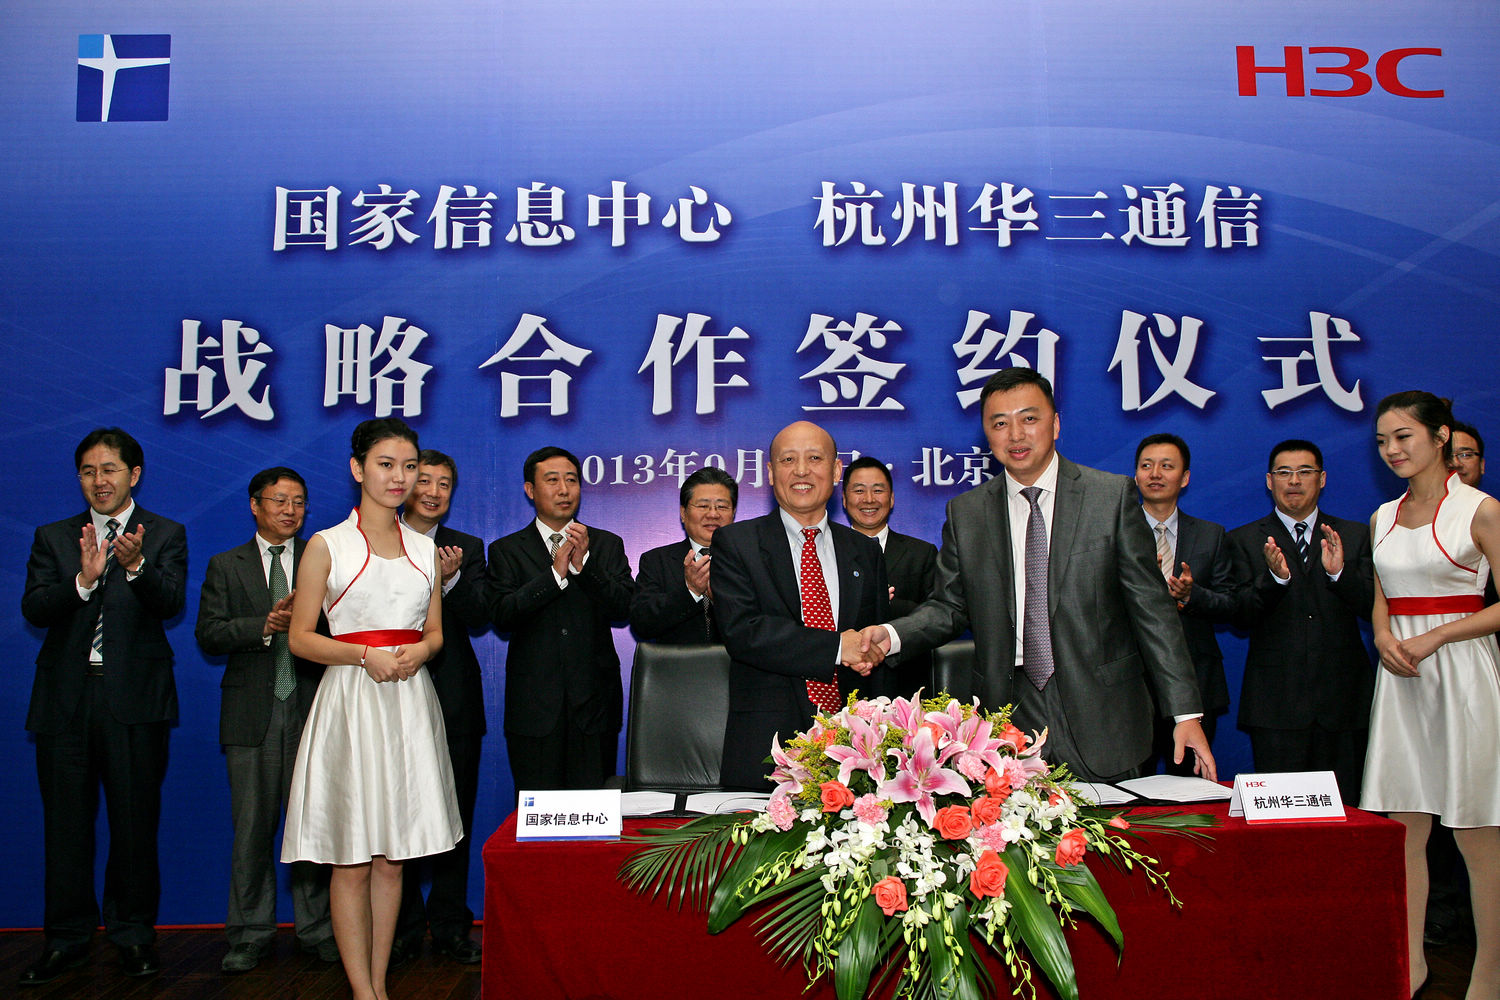 H3C
国家信息中心 杭州华三通信
战略合作签约仪式
013年9月 日·北京
国家信息中心
H3C
杭州华三通信